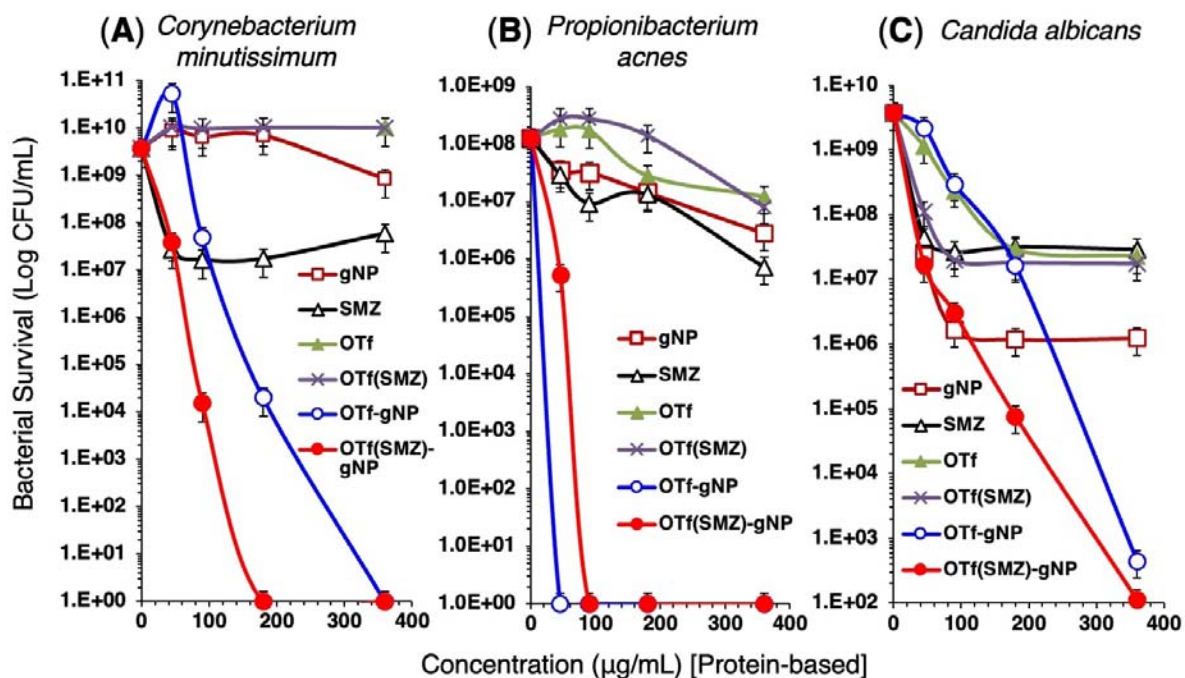 (A) Corynebacterium
minutissimum
(B) Propionibacterium
acnes
(C) Candida albicans
Bacterial Survival (Log CFU/mL)
1.E+11
1.E+10
1.E+09
1.E+08
1.E+07
1.E+06
1.E+05
1.E+04
1.E+03
1.E+02
1.E+01
1.E+00
0 100 200 300 400
gNP
SMZ
OTf
OTf(SMZ)
OTf-gNP
OTf(SMZ)-
gNP
1.0E+09
1.0E+08
1.0E+07
1.0E+06
1.0E+05
1.0E+04
1.0E+03
1.0E+02
1.0E+01
1.0E+00
0 100 200 300 400
gNP
SMZ
OTf
OTf(SMZ)
OTf-gNP
OTf(SMZ)-gNP
1.E+10
1.E+09
1.E+08
1.E+07
1.E+06
1.E+05
1.E+04
1.E+03
1.E+02
0 100 200 300 400
gNP
SMZ
OTf
OTf(SMZ)
OTf-gNP
OTf(SMZ)-gNP
Concentration (µg/mL) [Protein-based]